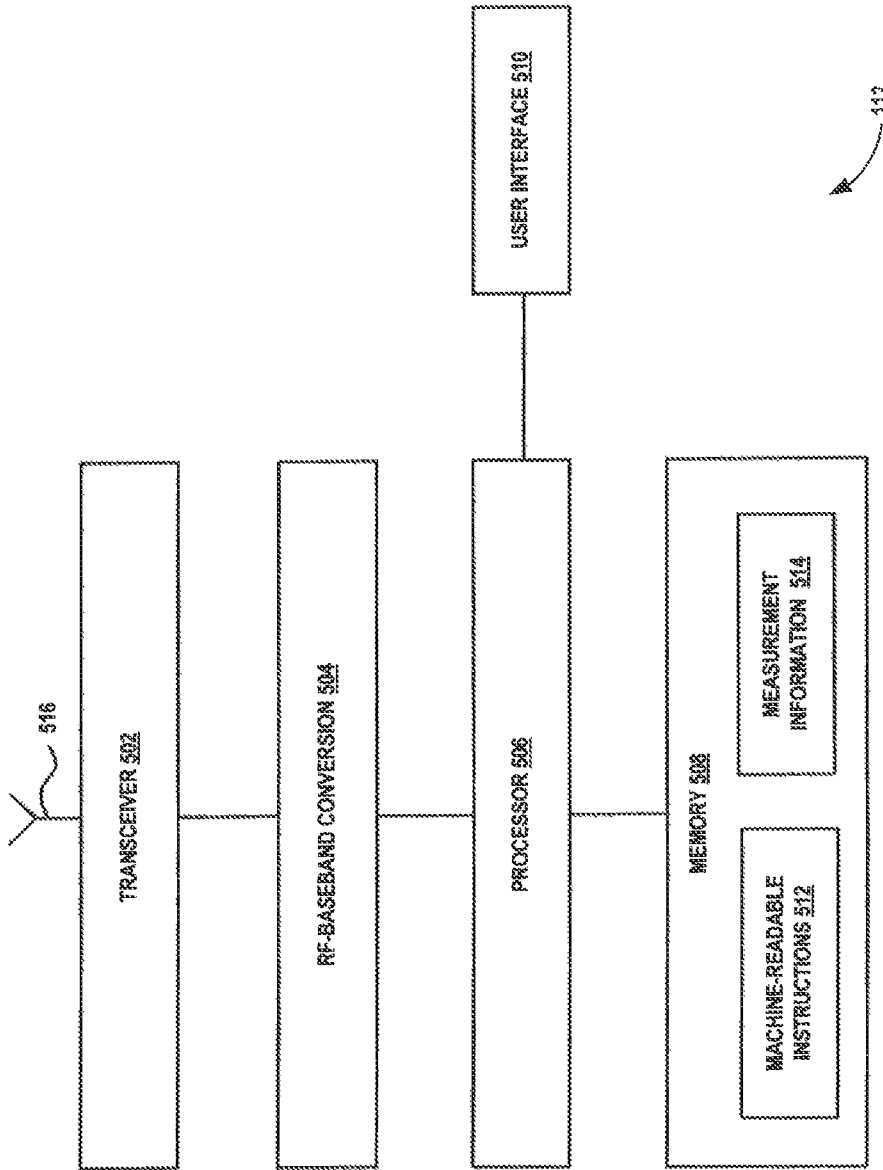 516
TRANSCEIVER 502
RF-BASEBAND CONVERSION 504
PROCESSOR 506
USER INTERFACE 510
MEMORY 508
MACHINE-READABLE
INSTRUCTIONS 512
MEASUREMENT
INFORMATION 514